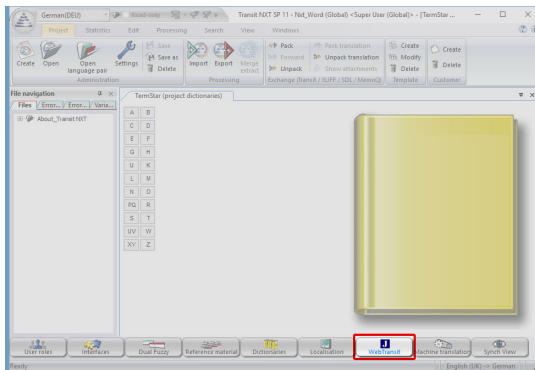 German(DEU)
Read-only
Transit NXT SP 11 - Nxt_Word (Global) <Super User (Global)> - [TermStar ...
Project Statistics Edit Processing Search View Windows
Create Open Open language pair Settings Save Save as Delete
Administration
Import Export Merge extract
Processing
Pack Forward Unpack Pack translation Unpack translation Show attachments
Exchange (Transit / XLIFF / SDL / MemoQ)
Create Modify Delete
Template
Create Delete
Customer
File navigation
Files Error... Error... Varia...
About_Transit NXT
TermStar (project dictionaries)
A B
C D
E F
G H
IJ K
L M
N O
PQ R
S T
UV W
XY Z
User roles Interfaces Dual Fuzzy Reference material Dictionaries Localisation WebTransit Machine translation Synch View
Ready
English (UK) -> German